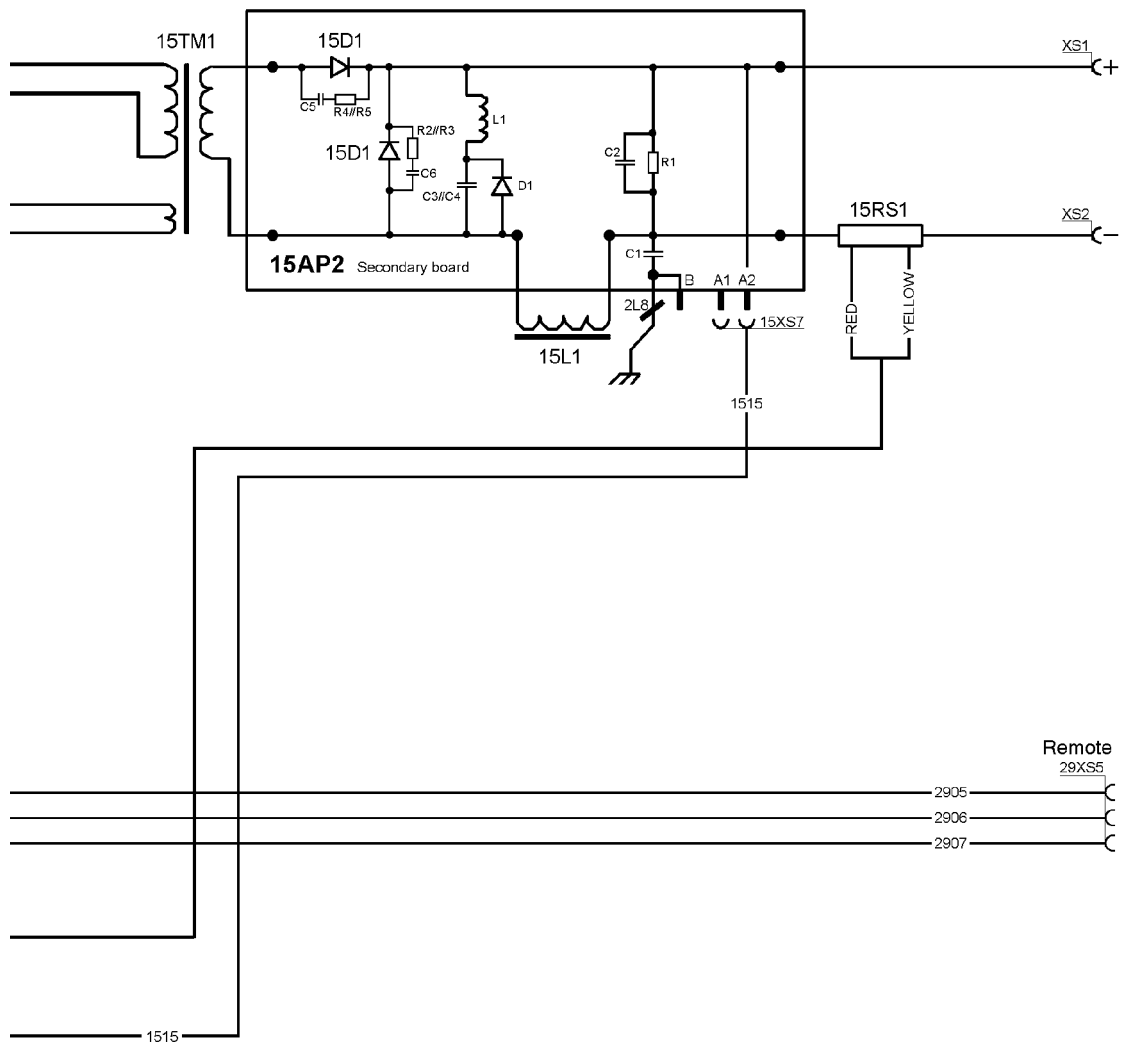 15TM1
15D1
XS1
+
C5
R4//R5
L1
R2//R3
15D1
C6
C3//C4
D1
C2
R1
15RS1
XS2
−
15AP2 Secondary board
C1
B A1 A2
2L8
15XS7
RED
YELLOW
15L1
1515
Remote
29XS5
2905
2906
2907
1515